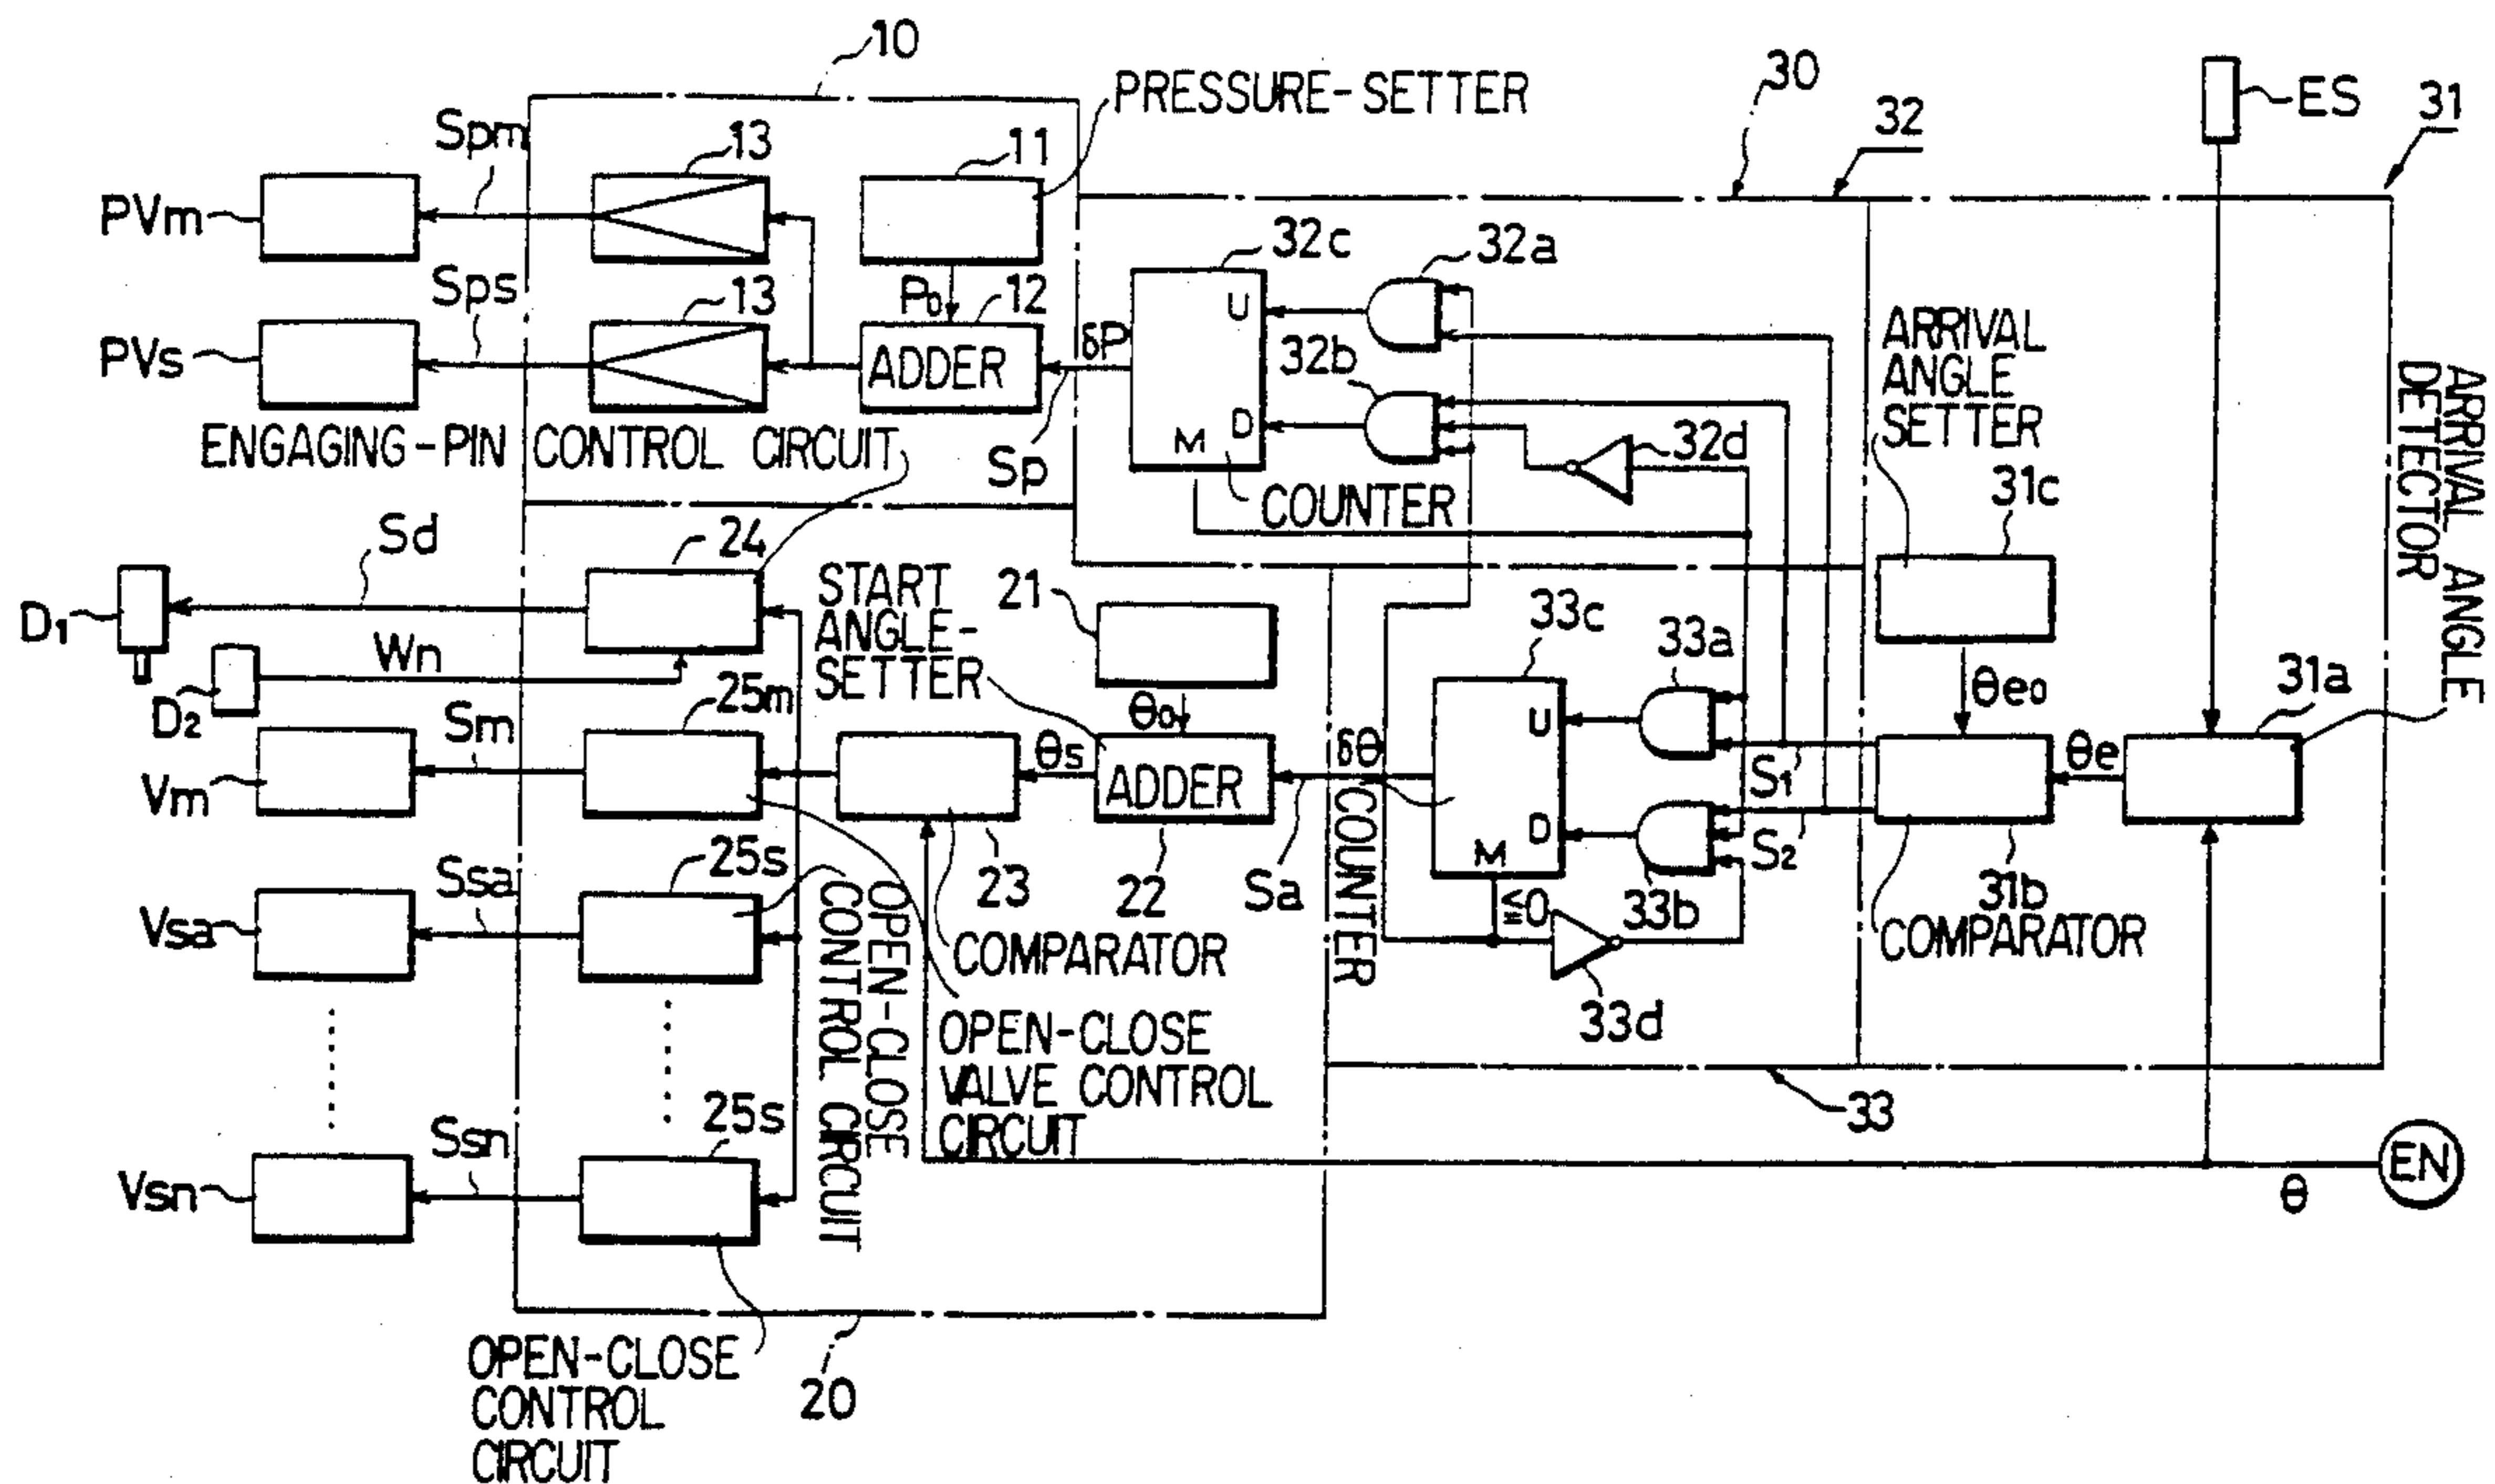 10
PRESSURE-SETTER
30
32
ES
31
Spm
13
11
PVm
32c
32a
Sps
13
P0
12
U
PVs
ADDER
δP
32b
ARRIVAL
ANGLE
SETTER
ARRIVAL ANGLE
DETECTOR
D
M
32d
ENGAGING-PIN CONTROL CIRCUIT
Sp
COUNTER
31c
Sd
24
START
ANGLE-
SETTER
21
33c
33a
D1
Wn
D2
25m
θ0
θe0
31a
Sm
θs
δθ
U
S1
θe
Vm
ADDER
COUNTER
D
S2
M
Ssa
25s
23
22
Sa
≦0
33b
31b
Vsa
COMPARATOR
COMPARATOR
OPEN-CLOSE
CONTROL CIRCUIT
33d
OPEN-CLOSE
VALVE CONTROL
CIRCUIT
33
Ssn
25s
EN
Vsn
θ
OPEN-CLOSE
CONTROL
CIRCUIT
20